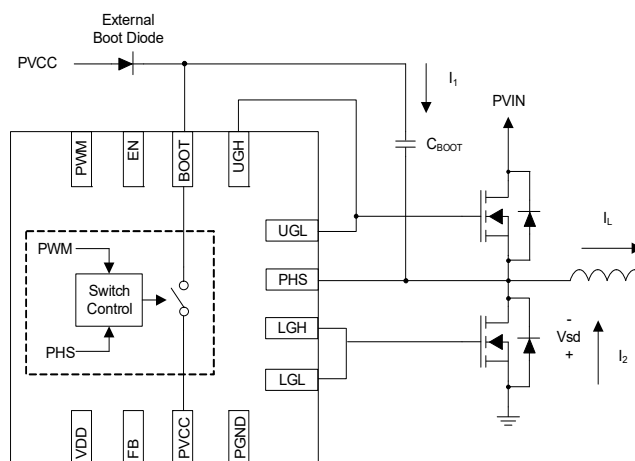 External
Boot Diode
PVCC
I1
PVIN
CBOOT
PWM
EN
BOOT
UGH
UGL
IL
PWM
PHS
Switch
Control
LGH
-
Vsd
+
I2
PHS
LGL
VDD
FB
PVCC
PGND